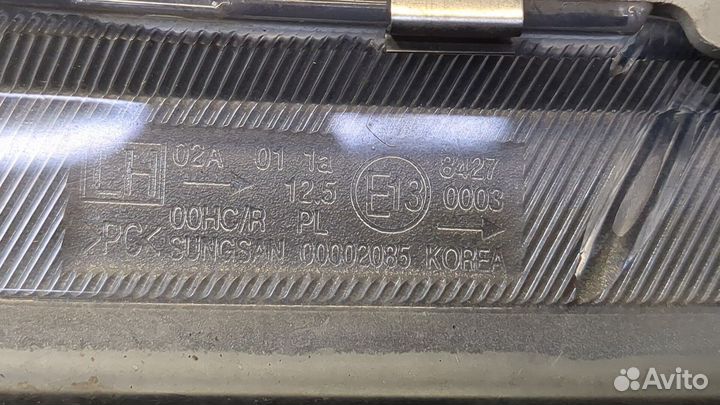 LH 02A 01 1a E13 8427
→ 12.5 0003 →
00HC/R PL
>PC< SUNGSAN 00002085 KOREA
Avito